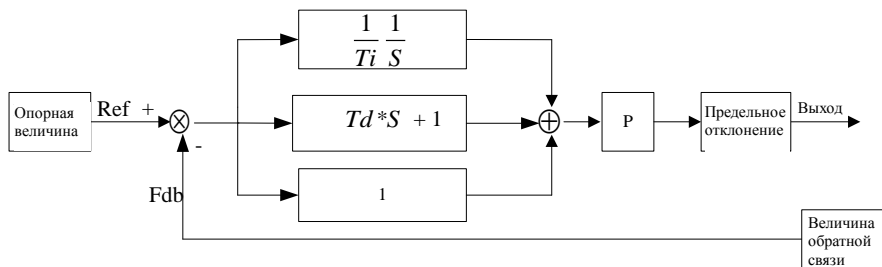 1 1
Ti S
Опорная
величина
Ref +
Td*S + 1
P
Предельное
отклонение
Выход
-
1
Fdb
Величина
обратной
связи